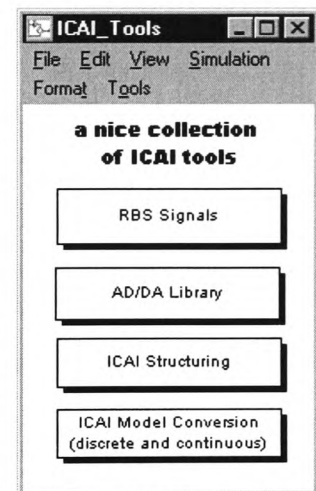 ICAI_Tools
File Edit View Simulation
Format Tools
a nice collection
of ICAI tools
RBS Signals
AD/DA Library
ICAI Structuring
ICAI Model Conversion
(discrete and continuous)